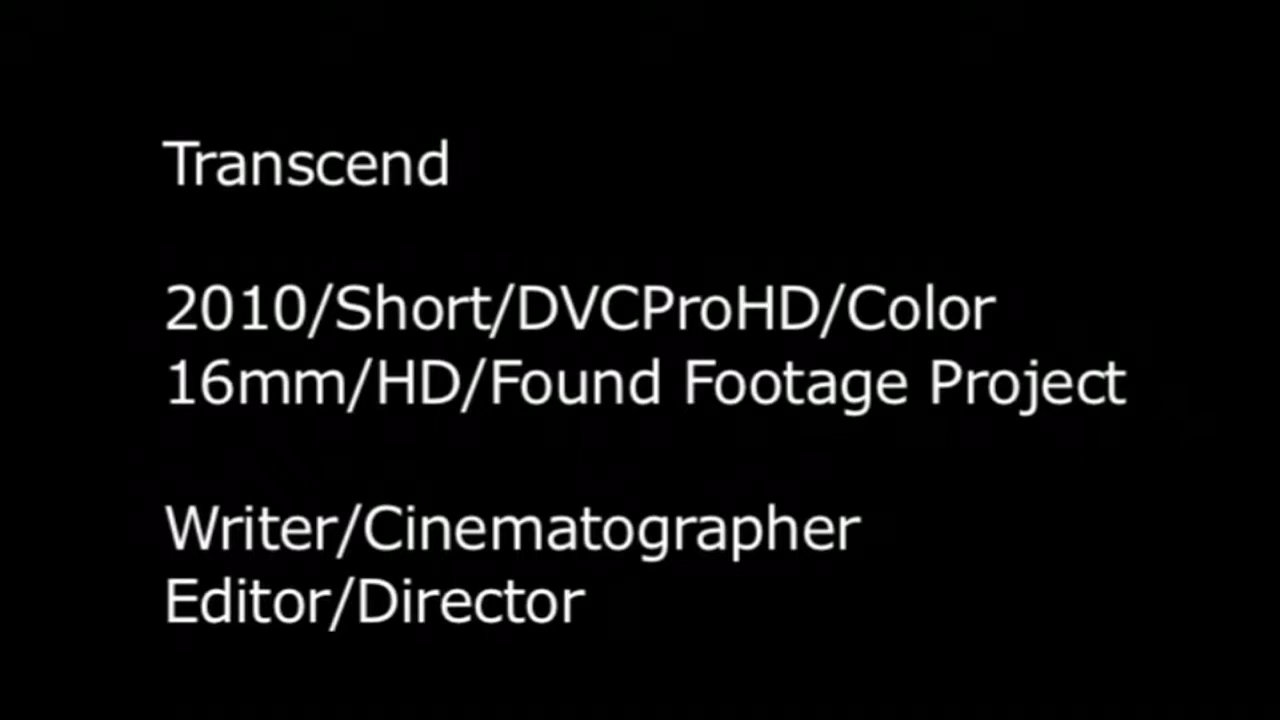 Transcend
2010/Short/DVCProHD/Color
16mm/HD/Found Footage Project
Writer/Cinematographer
Editor/Director